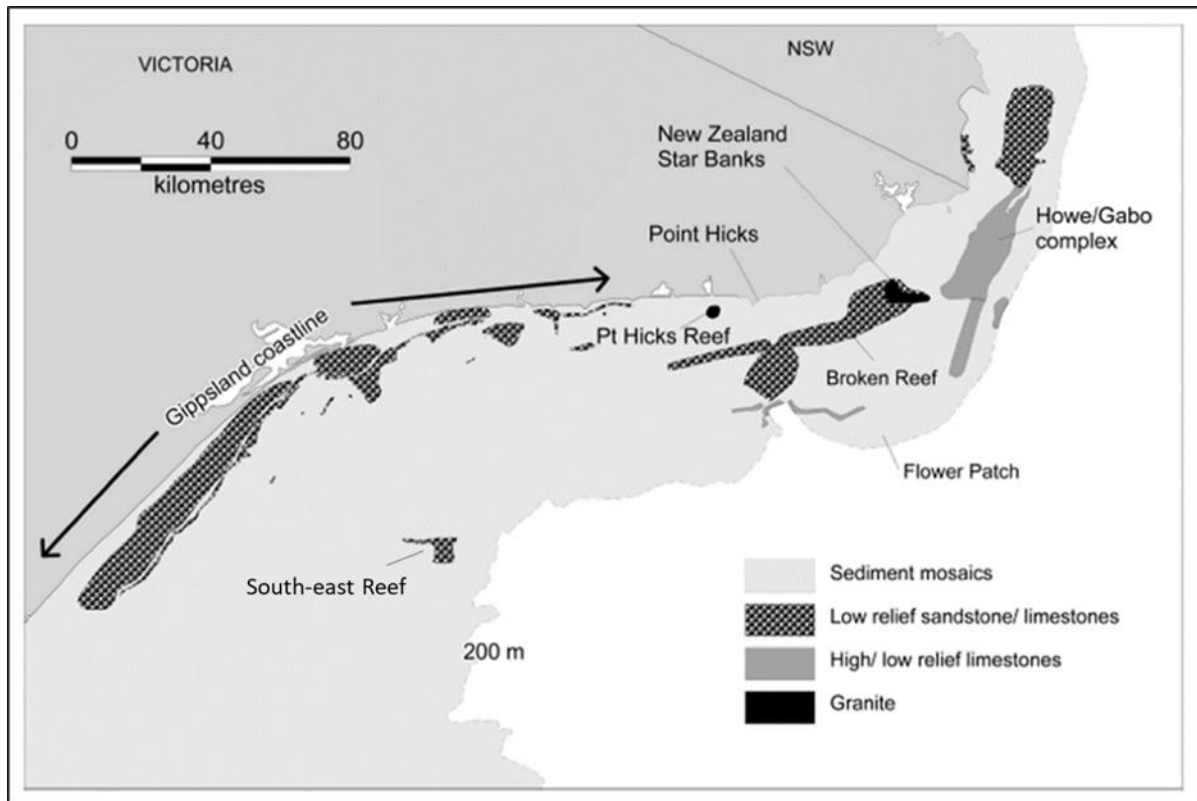 VICTORIA
NSW
0 40 80
kilometres
New Zealand
Star Banks
Howe/Gabo
complex
Point Hicks
Gippsland coastline
Pt Hicks Reef
Broken Reef
Flower Patch
South-east Reef
200 m
Sediment mosaics
Low relief sandstone/ limestones
High/ low relief limestones
Granite